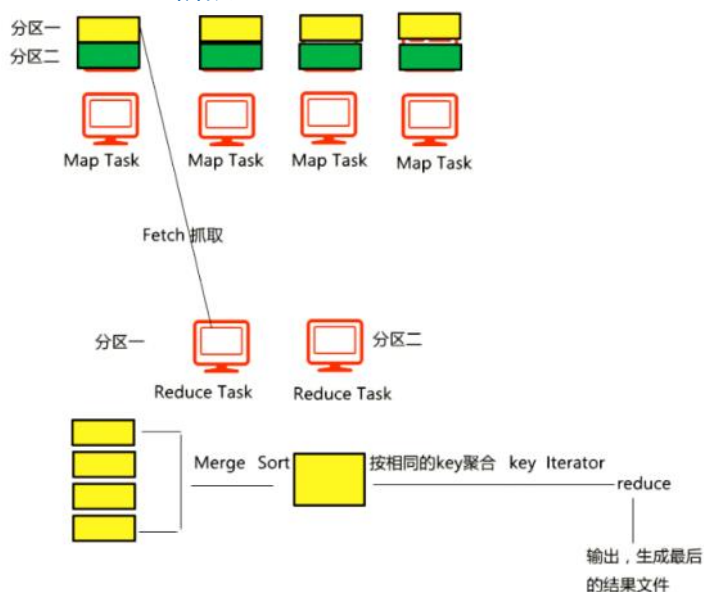 分区一
分区二
Map Task
Map Task
Map Task
Map Task
Fetch 抓取
分区一
分区二
Reduce Task
Reduce Task
Merge Sort
按相同的key聚合 key Iterator
reduce
输出，生成最后
的结果文件